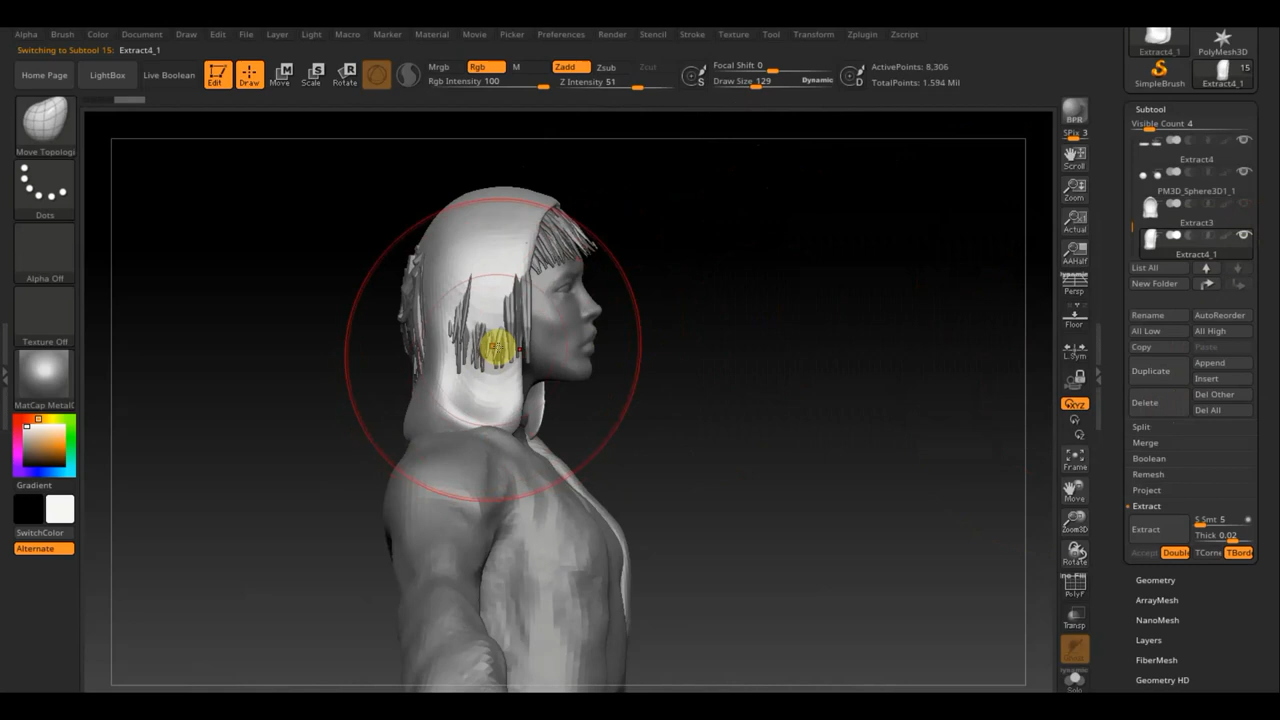 Alpha Brush Color Document Draw Edit File Layer Light Macro Marker Material Movie Picker Preferences Render Stencil Stroke Texture Tool Transform Zplugin Zscript
Switching to Subtool 15: Extract4_1
Home Page
LightBox
Live Boolean
Edit
Draw
Move
Scale
Rotate
Mrgb Rgb M
Rgb Intensity 100
Zadd Zsub Zcut
Z Intensity 51
S
Focal Shift 0
Draw Size 129 Dynamic
D
ActivePoints: 8,306
TotalPoints: 1.594 Mil
Extract4_1
PolyMesh3D
SimpleBrush
15
Extract4_1
Move Topologi
Dots
Alpha Off
Texture Off
MatCap MetalC
Gradient
SwitchColor
Alternate
BPR
SPix 3
Scroll
Zoom
Actual
AAHalf
Dynamic
Persp
Floor
L.Sym
XYZ
Y
Z
Frame
Move
Zoom3D
Rotate
PolyF
Transp
Solo
Subtool
Visible Count 4
Extract4
PM3D_Sphere3D1_1
Extract3
Extract4_1
List All
New Folder
Rename AutoReorder
All Low All High
Copy Paste
Duplicate
Append
Insert
Delete
Del Other
Del All
Split
Merge
Boolean
Remesh
Project
Extract
Extract
S Smt 5
Thick 0.02
Accept Double TCorne TBorde
Geometry
ArrayMesh
NanoMesh
Layers
FiberMesh
Geometry HD